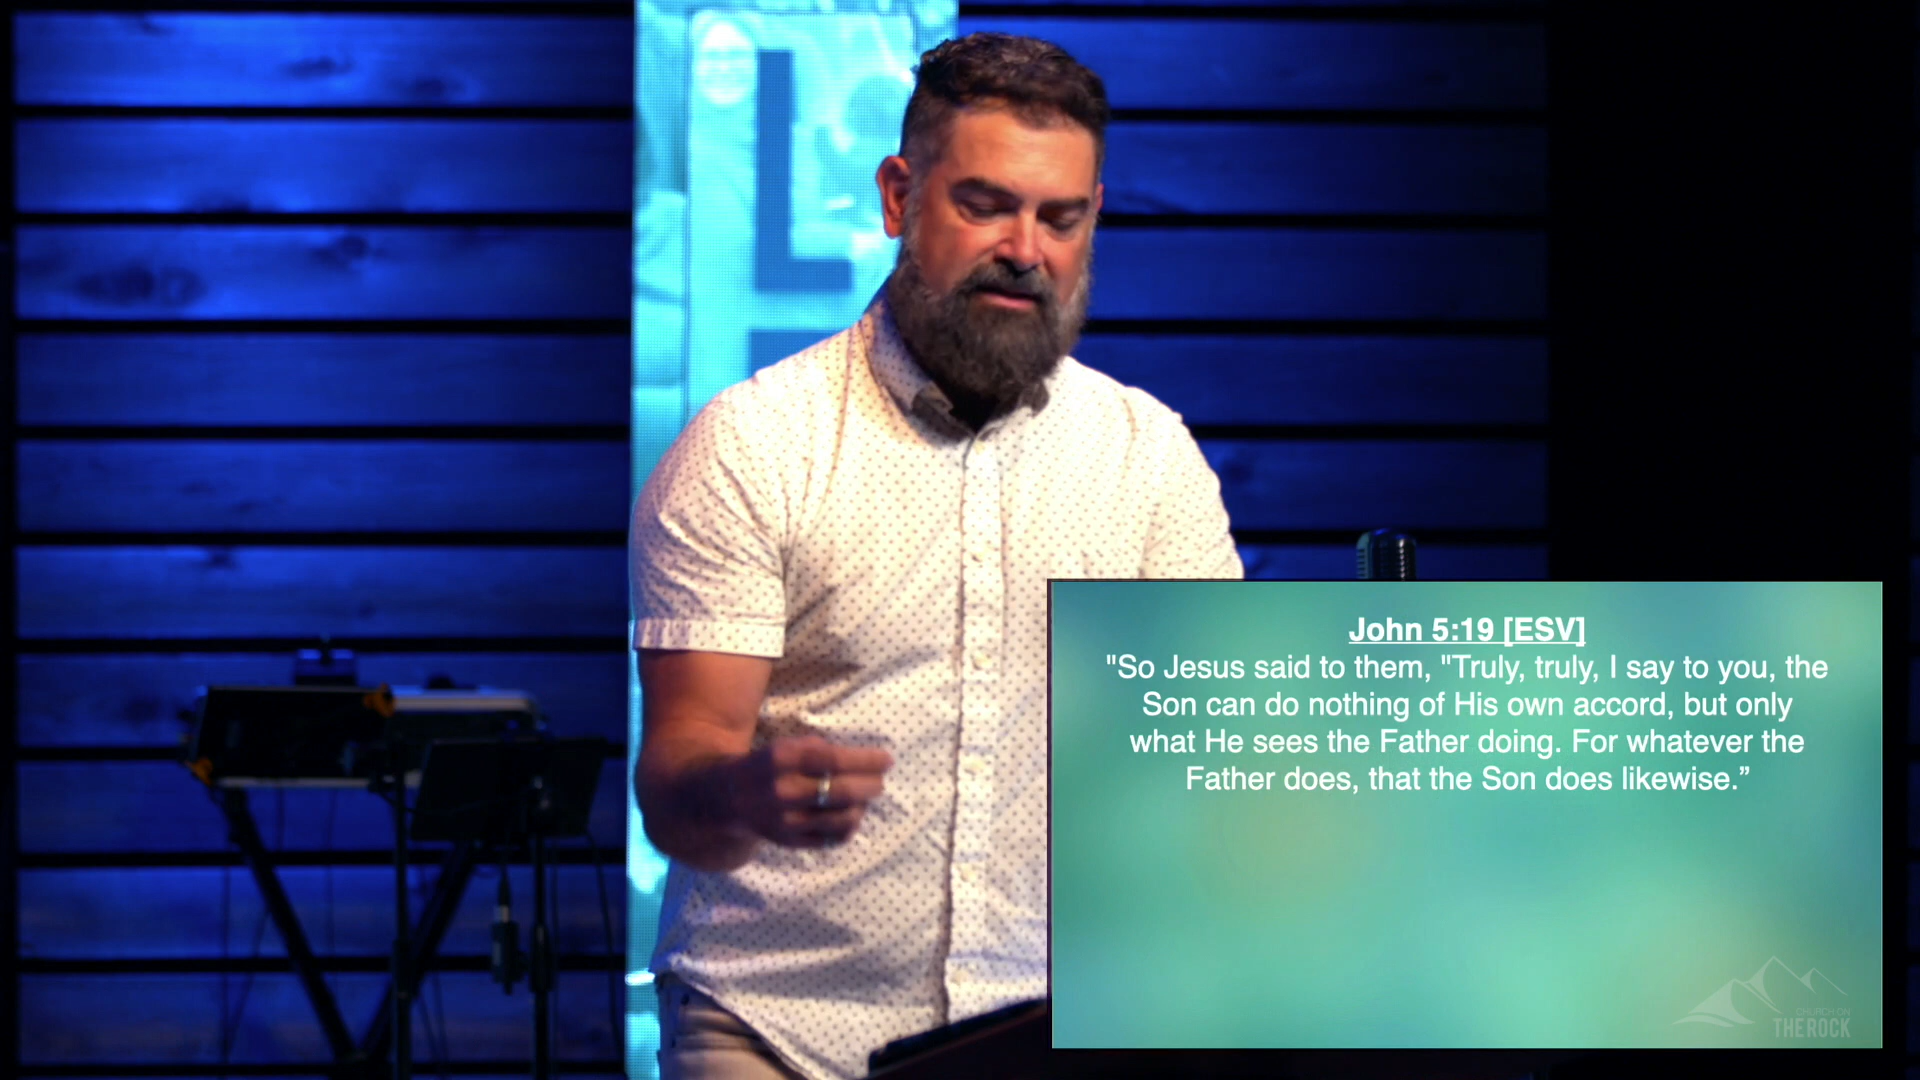 L
John 5:19 [ESV]
"So Jesus said to them, "Truly, truly, I say to you, the
Son can do nothing of His own accord, but only
what He sees the Father doing. For whatever the
Father does, that the Son does likewise.”
CHURCH ON
THE ROCK